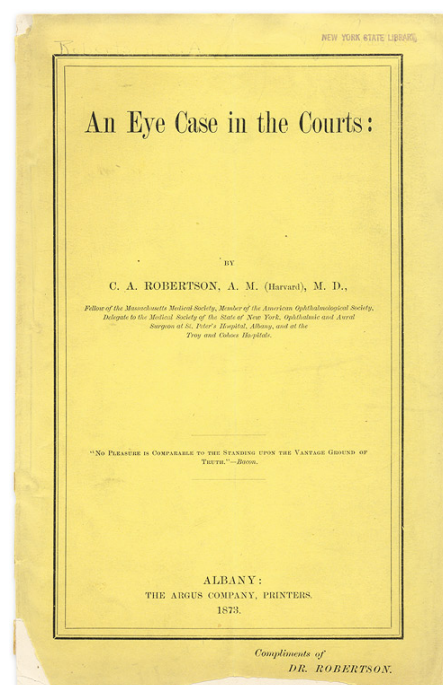 NEW YORK STATE LIBRARY,
An Eye Case in the Courts:
BY
C. A. ROBERTSON, A. M. (Harvard), M. D.,
Fellow of the Massachusetts Medical Society, Member of the American Ophthalmological Society,
Delegate to the Medical Society of the State of New York, Ophthalmic and Aural
Surgeon at St. Peter's Hospital, Albany, and at the
Troy and Cohoes Hospitals.
"No Pleasure is Comparable to the Standing upon the Vantage Ground of
Truth."—Bacon.
ALBANY:
THE ARGUS COMPANY, PRINTERS.
1873.
Compliments of
DR. ROBERTSON.